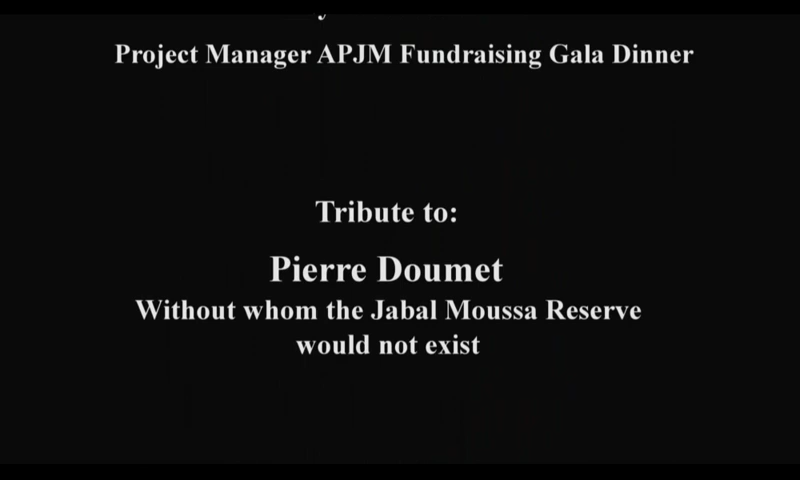 Project Manager APJM Fundraising Gala Dinner
Tribute to:
Pierre Doumet
Without whom the Jabal Moussa Reserve
would not exist